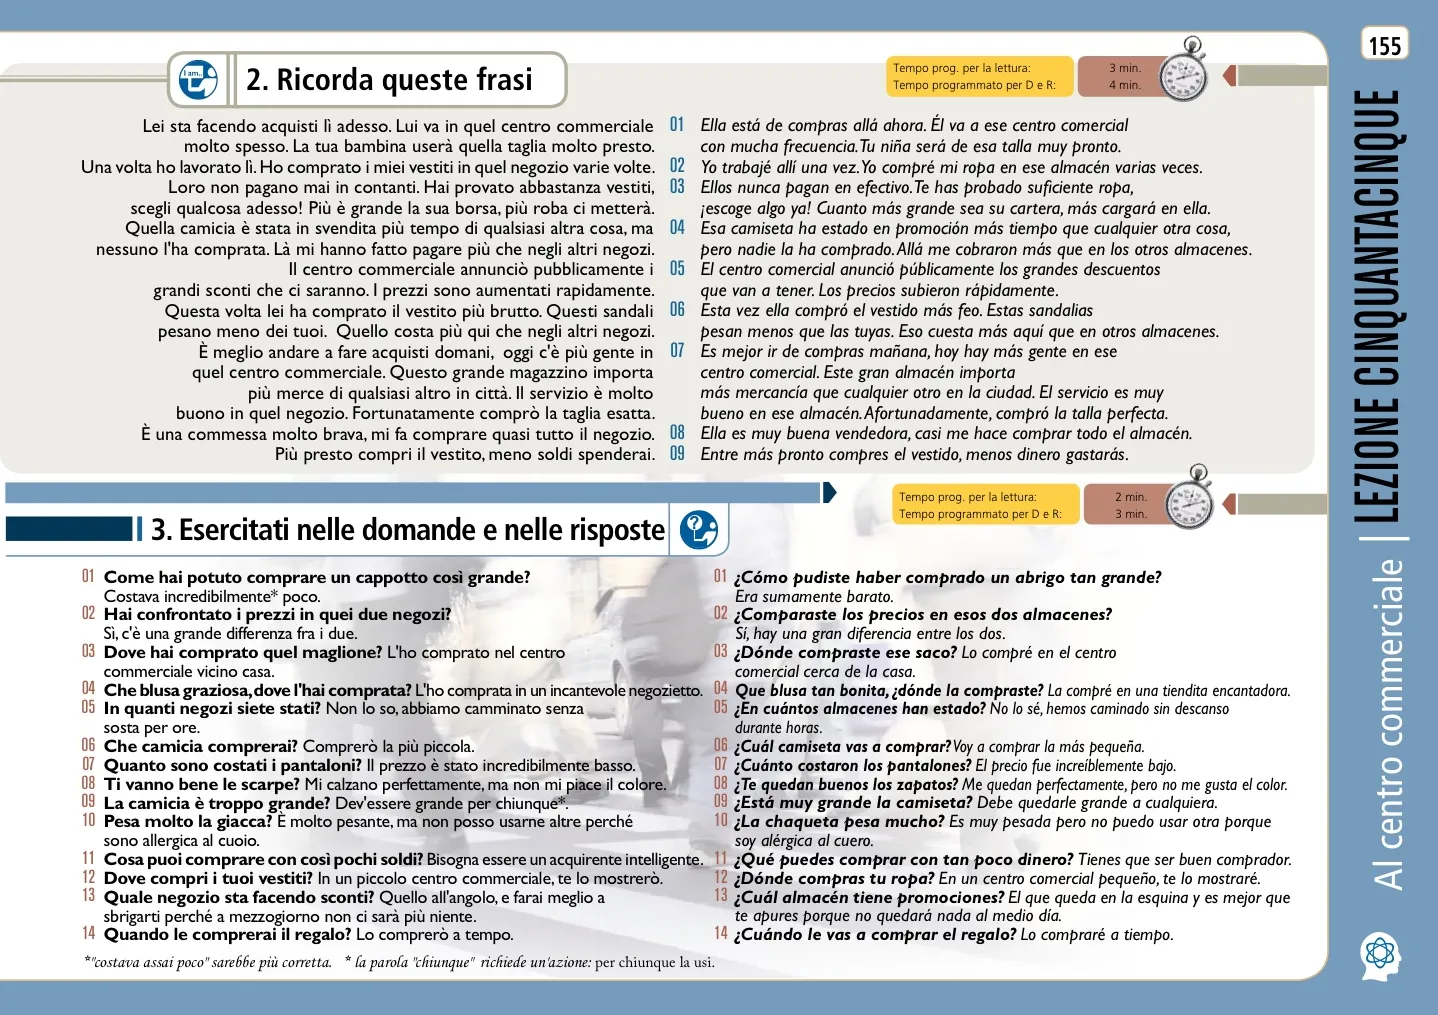 155
I am...
2. Ricorda queste frasi
Tempo prog. per la lettura: 3 min.
Tempo programmato per D e R: 4 min.
Lei sta facendo acquisti lì adesso. Lui va in quel centro commerciale
molto spesso. La tua bambina userà quella taglia molto presto.
Una volta ho lavorato lì. Ho comprato i miei vestiti in quel negozio varie volte.
Loro non pagano mai in contanti. Hai provato abbastanza vestiti,
scegli qualcosa adesso! Più è grande la sua borsa, più roba ci metterà.
Quella camicia è stata in svendita più tempo di qualsiasi altra cosa, ma
nessuno l'ha comprata. Là mi hanno fatto pagare più che negli altri negozi.
Il centro commerciale annunciò pubblicamente i
grandi sconti che ci saranno. I prezzi sono aumentati rapidamente.
Questa volta lei ha comprato il vestito più brutto. Questi sandali
pesano meno dei tuoi. Quello costa più qui che negli altri negozi.
È meglio andare a fare acquisti domani, oggi c'è più gente in
quel centro commerciale. Questo grande magazzino importa
più merce di qualsiasi altro in città. Il servizio è molto
buono in quel negozio. Fortunatamente comprò la taglia esatta.
È una commessa molto brava, mi fa comprare quasi tutto il negozio.
Più presto compri il vestito, meno soldi spenderai.
01 Ella está de compras allá ahora. Él va a ese centro comercial
con mucha frecuencia. Tu niña será de esa talla muy pronto.
02 Yo trabajé allí una vez. Yo compré mi ropa en ese almacén varias veces.
03 Ellos nunca pagan en efectivo. Te has probado suficiente ropa,
¡escoge algo ya! Cuanto más grande sea su cartera, más cargará en ella.
04 Esa camiseta ha estado en promoción más tiempo que cualquier otra cosa,
pero nadie la ha comprado. Allá me cobraron más que en los otros almacenes.
05 El centro comercial anunció públicamente los grandes descuentos
que van a tener. Los precios subieron rápidamente.
06 Esta vez ella compró el vestido más feo. Estas sandalias
pesan menos que las tuyas. Eso cuesta más aquí que en otros almacenes.
07 Es mejor ir de compras mañana, hoy hay más gente en ese
centro comercial. Este gran almacén importa
más mercancía que cualquier otro en la ciudad. El servicio es muy
bueno en ese almacén. Afortunadamente, compró la talla perfecta.
08 Ella es muy buena vendedora, casi me hace comprar todo el almacén.
09 Entre más pronto compres el vestido, menos dinero gastarás.
3. Esercitati nelle domande e nelle risposte
Tempo prog. per la lettura: 2 min.
Tempo programmato per D e R: 3 min.
01 Come hai potuto comprare un cappotto così grande?
Costava incredibilmente* poco.
02 Hai confrontato i prezzi in quei due negozi?
Sì, c'è una grande differenza fra i due.
03 Dove hai comprato quel maglione? L'ho comprato nel centro
commerciale vicino casa.
04 Che blusa graziosa, dove l'hai comprata? L'ho comprata in un incantevole negozietto.
05 In quanti negozi siete stati? Non lo so, abbiamo camminato senza
sosta per ore.
06 Che camicia comprerai? Comprerò la più piccola.
07 Quanto sono costati i pantaloni? Il prezzo è stato incredibilmente basso.
08 Ti vanno bene le scarpe? Mi calzano perfettamente, ma non mi piace il colore.
09 La camicia è troppo grande? Dev'essere grande per chiunque*.
10 Pesa molto la giacca? È molto pesante, ma non posso usarne altre perché
sono allergica al cuoio.
11 Cosa puoi comprare con così pochi soldi? Bisogna essere un acquirente intelligente.
12 Dove compri i tuoi vestiti? In un piccolo centro commerciale, te lo mostrerò.
13 Quale negozio sta facendo sconti? Quello all'angolo, e farai meglio a
sbrigarti perché a mezzogiorno non ci sarà più niente.
14 Quando le comprerai il regalo? Lo comprerò a tempo.
01 ¿Cómo pudiste haber comprado un abrigo tan grande?
Era sumamente barato.
02 ¿Comparaste los precios en esos dos almacenes?
Sí, hay una gran diferencia entre los dos.
03 ¿Dónde compraste ese saco? Lo compré en el centro
comercial cerca de la casa.
04 Que blusa tan bonita, ¿dónde la compraste? La compré en una tiendita encantadora.
05 ¿En cuántos almacenes han estado? No lo sé, hemos caminado sin descanso
durante horas.
06 ¿Cuál camiseta vas a comprar? Voy a comprar la más pequeña.
07 ¿Cuánto costaron los pantalones? El precio fue increíblemente bajo.
08 ¿Te quedan buenos los zapatos? Me quedan perfectamente, pero no me gusta el color.
09 ¿Está muy grande la camiseta? Debe quedarle grande a cualquiera.
10 ¿La chaqueta pesa mucho? Es muy pesada pero no puedo usar otra porque
soy alérgica al cuero.
11 ¿Qué puedes comprar con tan poco dinero? Tienes que ser buen comprador.
12 ¿Dónde compras tu ropa? En un centro comercial pequeño, te lo mostraré.
13 ¿Cuál almacén tiene promociones? El que queda en la esquina y es mejor que
te apures porque no quedará nada al medio día.
14 ¿Cuándo le vas a comprar el regalo? Lo compraré a tiempo.
*"costava assai poco" sarebbe più corretta. * la parola "chiunque" richiede un'azione: per chiunque la usi.
Al centro commerciale | LEZIONE CINQUANTACINQUE